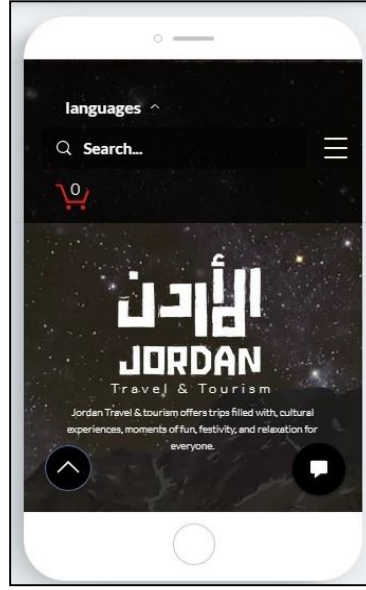 languages
Search...
0
الأردن
JORDAN
Travel & Tourism
Jordan Travel & tourism offers trips filled with, cultural
experiences, moments of fun, festivity, and relaxation for
everyone.